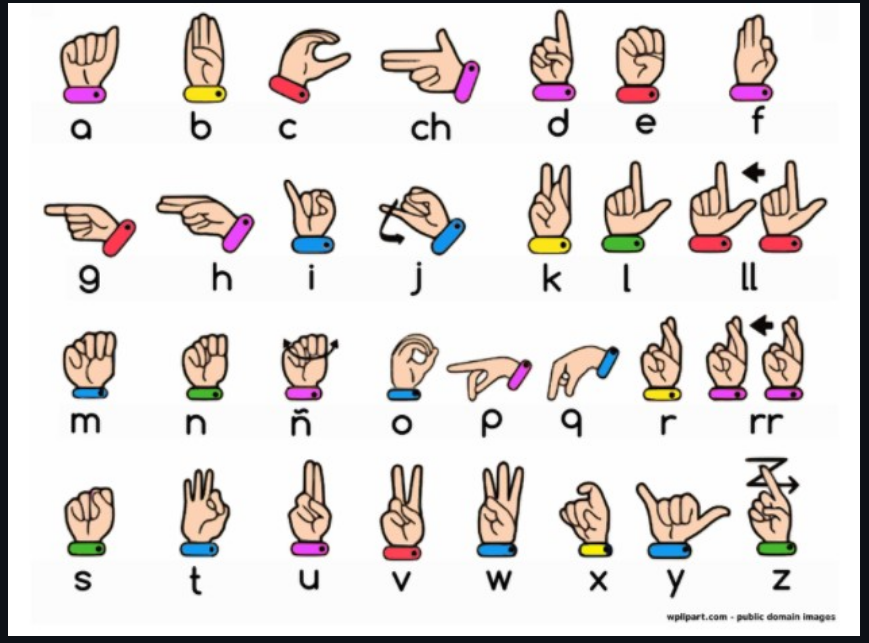 a b c ch d e f
g h i j k l ll
m n ñ o p q r rr
s t u v w x y z
wpclipart.com - public domain images